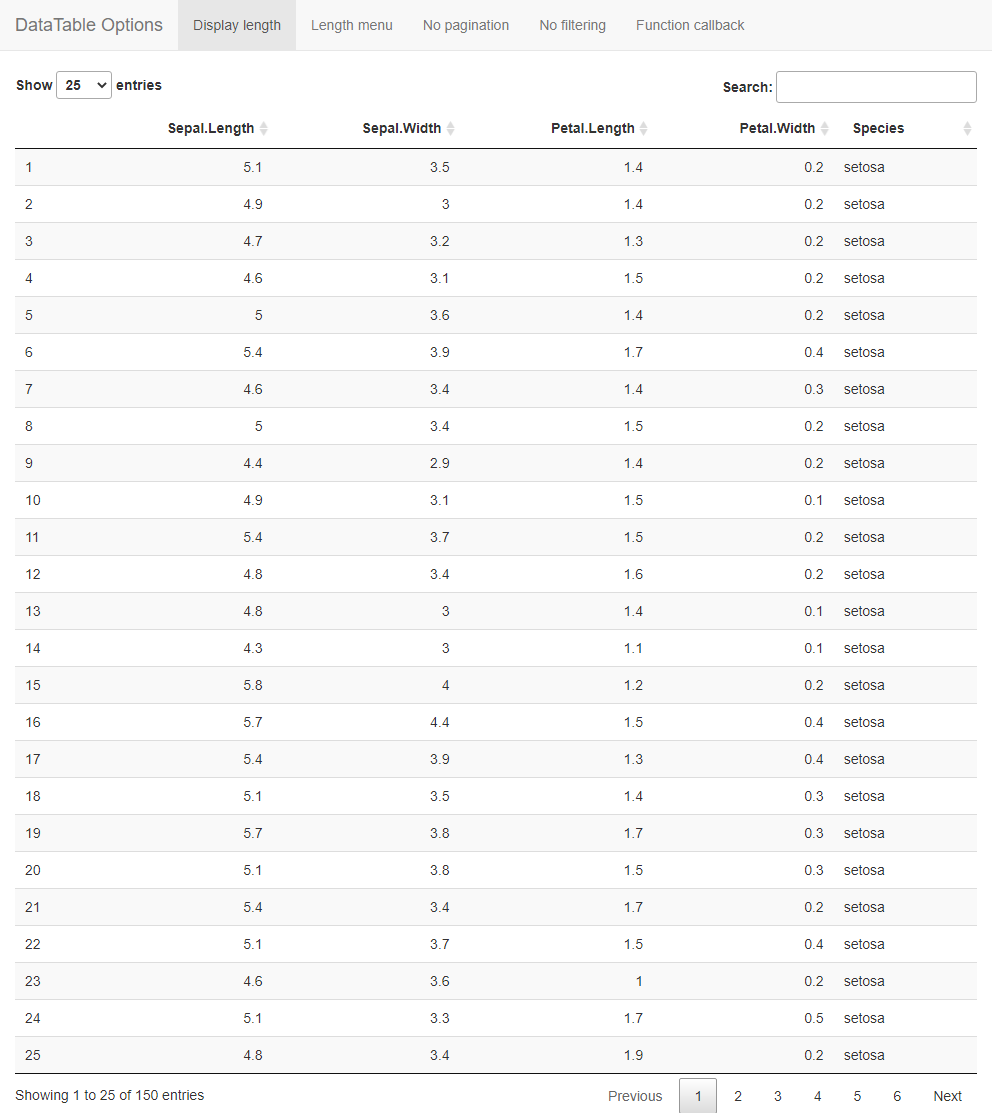 DataTable Options Display length Length menu No pagination No filtering Function callback
Show 25 entries Search:
Sepal.Length Sepal.Width Petal.Length Petal.Width Species
1 5.1 3.5 1.4 0.2 setosa
2 4.9 3 1.4 0.2 setosa
3 4.7 3.2 1.3 0.2 setosa
4 4.6 3.1 1.5 0.2 setosa
5 5 3.6 1.4 0.2 setosa
6 5.4 3.9 1.7 0.4 setosa
7 4.6 3.4 1.4 0.3 setosa
8 5 3.4 1.5 0.2 setosa
9 4.4 2.9 1.4 0.2 setosa
10 4.9 3.1 1.5 0.1 setosa
11 5.4 3.7 1.5 0.2 setosa
12 4.8 3.4 1.6 0.2 setosa
13 4.8 3 1.4 0.1 setosa
14 4.3 3 1.1 0.1 setosa
15 5.8 4 1.2 0.2 setosa
16 5.7 4.4 1.5 0.4 setosa
17 5.4 3.9 1.3 0.4 setosa
18 5.1 3.5 1.4 0.3 setosa
19 5.7 3.8 1.7 0.3 setosa
20 5.1 3.8 1.5 0.3 setosa
21 5.4 3.4 1.7 0.2 setosa
22 5.1 3.7 1.5 0.4 setosa
23 4.6 3.6 1 0.2 setosa
24 5.1 3.3 1.7 0.5 setosa
25 4.8 3.4 1.9 0.2 setosa
Showing 1 to 25 of 150 entries Previous 1 2 3 4 5 6 Next